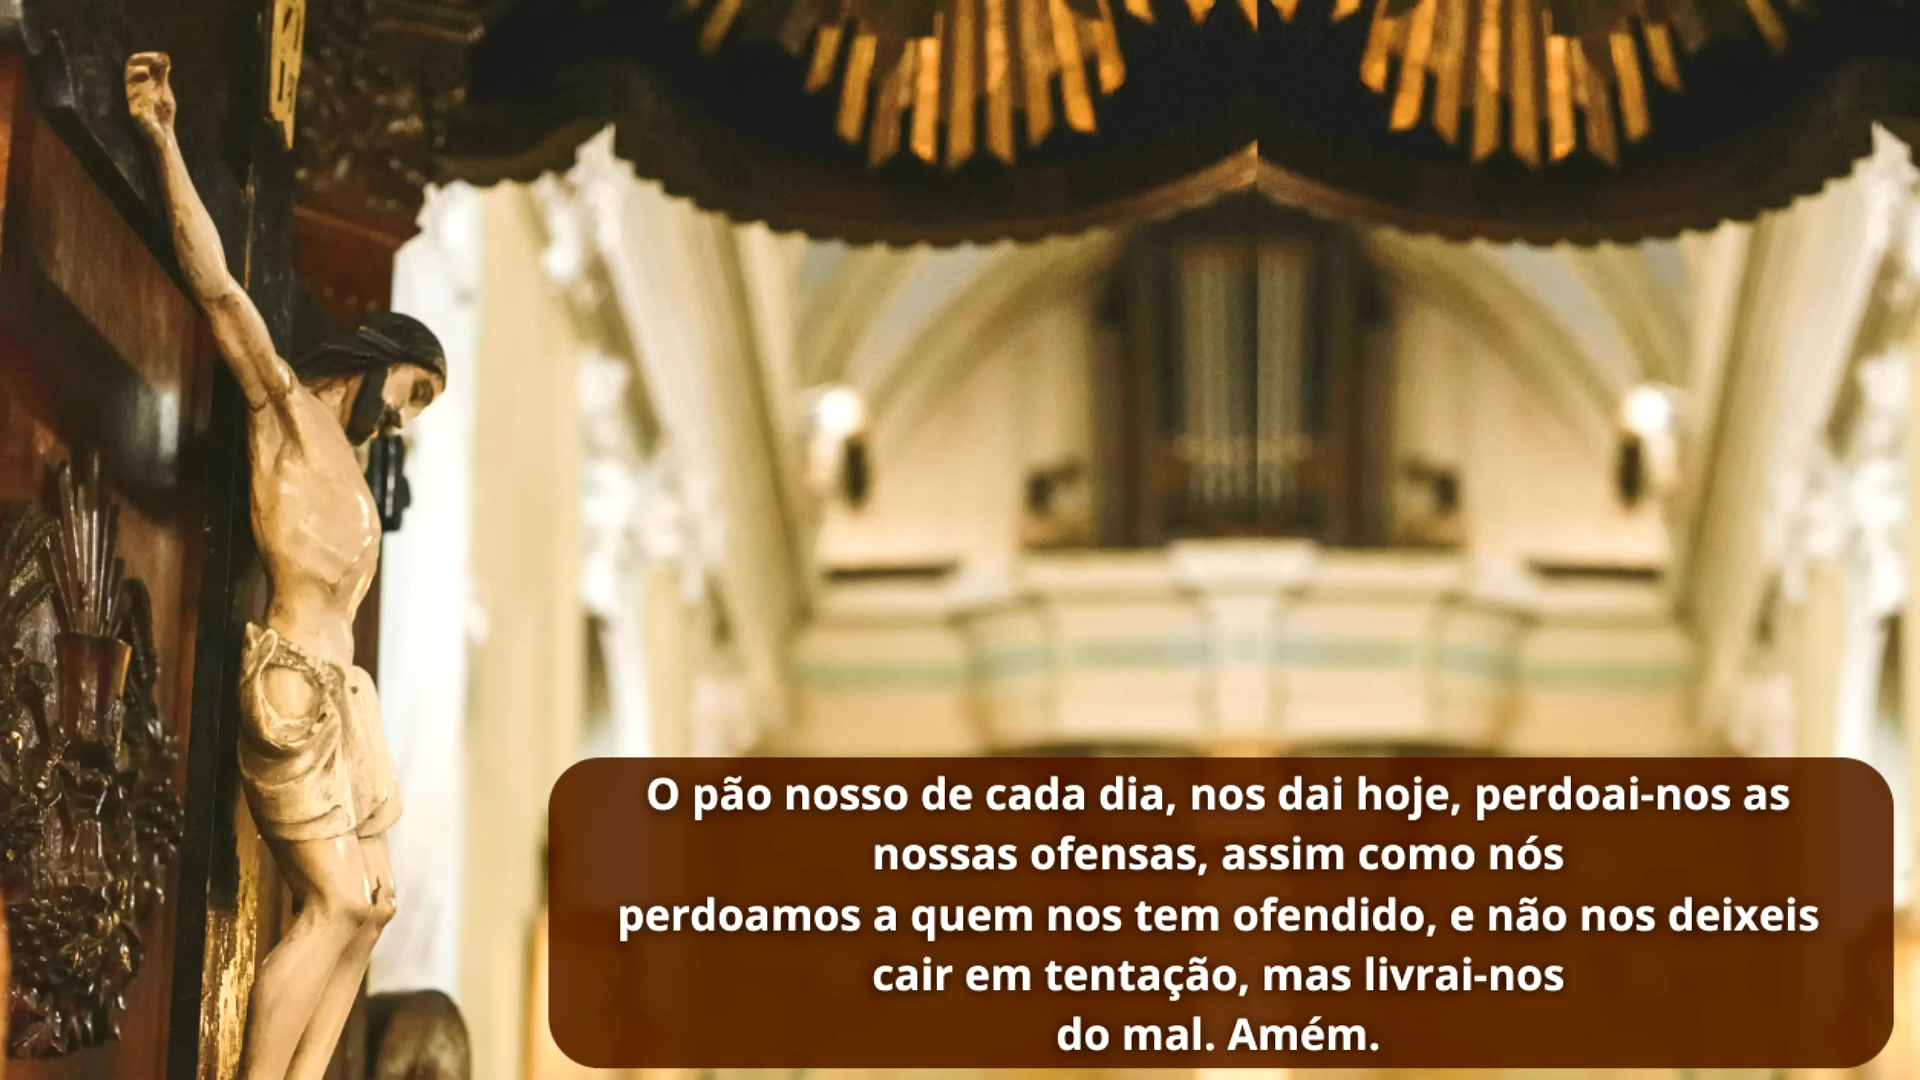 O pão nosso de cada dia, nos dai hoje, perdoai-nos as
nossas ofensas, assim como nós
perdoamos a quem nos tem ofendido, e não nos deixeis
cair em tentação, mas livrai-nos
do mal. Amém.